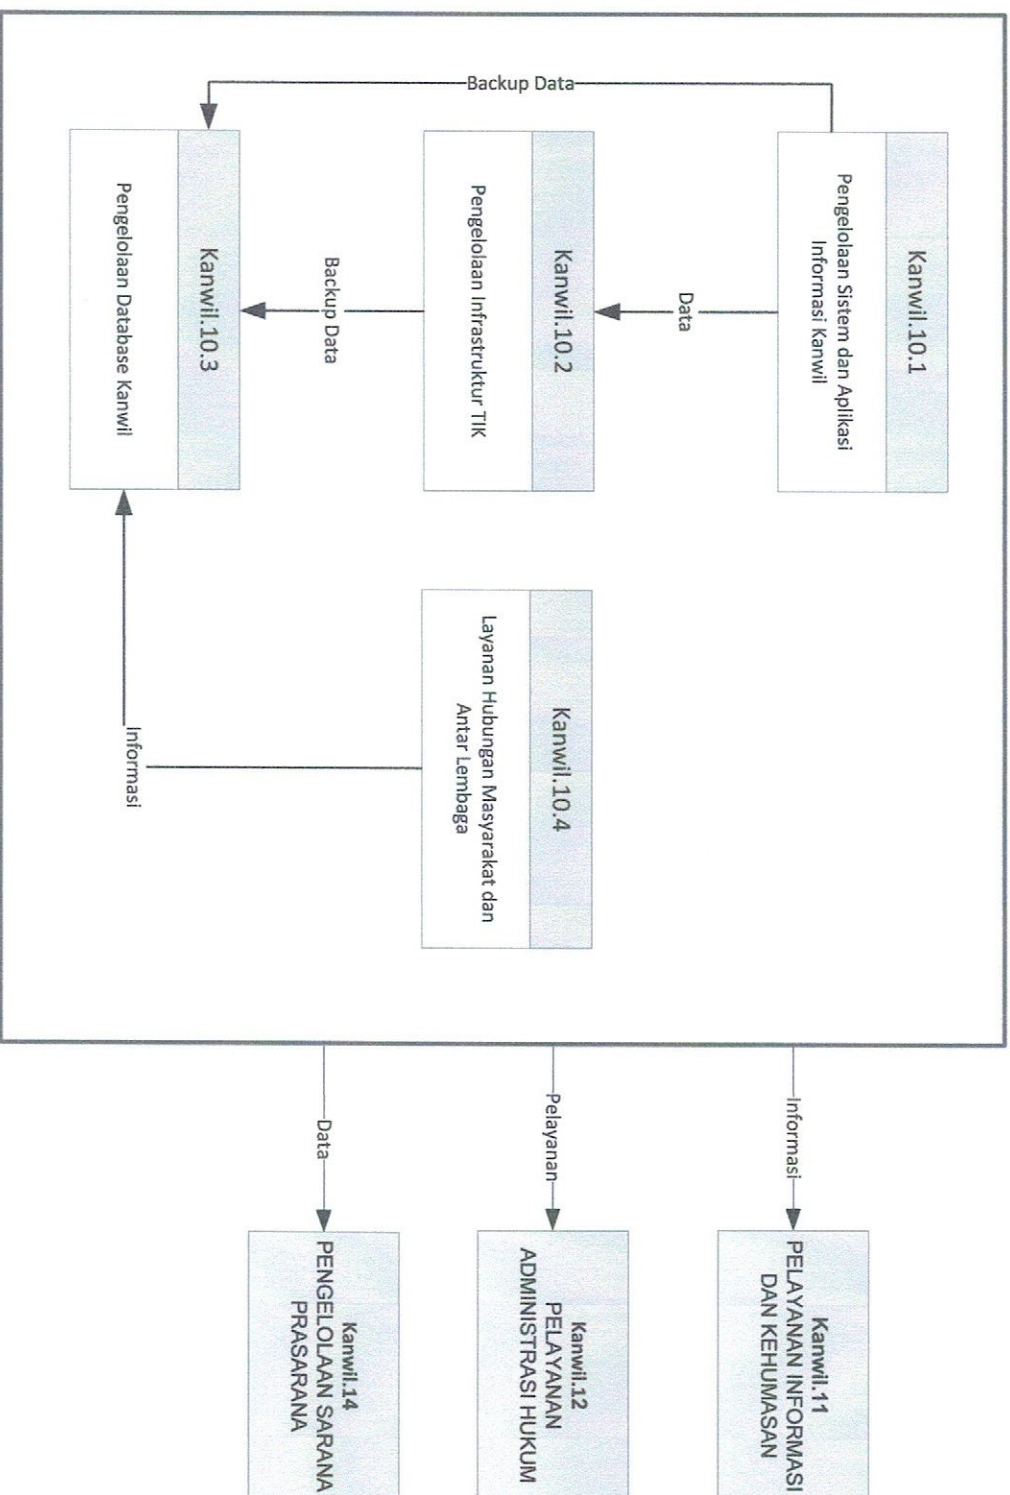 Kanwil.10.1
Pengelolaan Sistem dan Aplikasi
Informasi Kanwil
Data
Backup Data
Kanwil.10.2
Pengelolaan Infrastruktur TIK
Backup Data
Kanwil.10.3
Pengelolaan Database Kanwil
Kanwil.10.4
Layanan Hubungan Masyarakat dan
Antar Lembaga
Informasi
Informasi
Kanwil.11
PELAYANAN INFORMASI
DAN KEHUMASAN
Pelayanan
Kanwil.12
PELAYANAN
ADMINISTRASI HUKUM
Data
Kanwil.14
PENGELOLAAN SARANA
PRASARANA